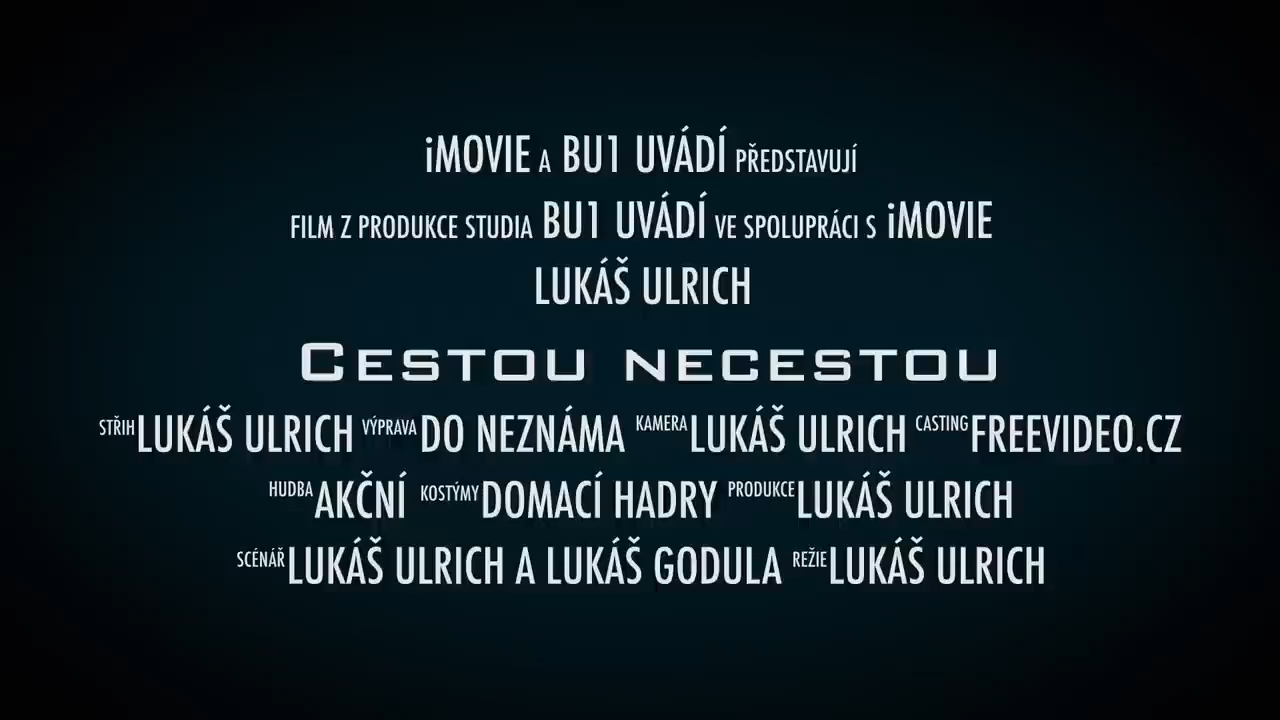 iMOVIE A BU1 UVÁDÍ PŘEDSTAVUJÍ
FILM Z PRODUKCE STUDIA BU1 UVÁDÍ VE SPOLUPRÁCI S iMOVIE
LUKÁŠ ULRICH
CESTOU NECESTOU
STŘIH LUKÁŠ ULRICH VÝPRAVA DO NEZNÁMA KAMERA LUKÁŠ ULRICH CASTING FREEVIDEO.CZ
HUDBA AKČNÍ KOSTÝMY DOMACÍ HADRY PRODUKCE LUKÁŠ ULRICH
SCÉNÁŘ LUKÁŠ ULRICH A LUKÁŠ GODULA REŽIE LUKÁŠ ULRICH